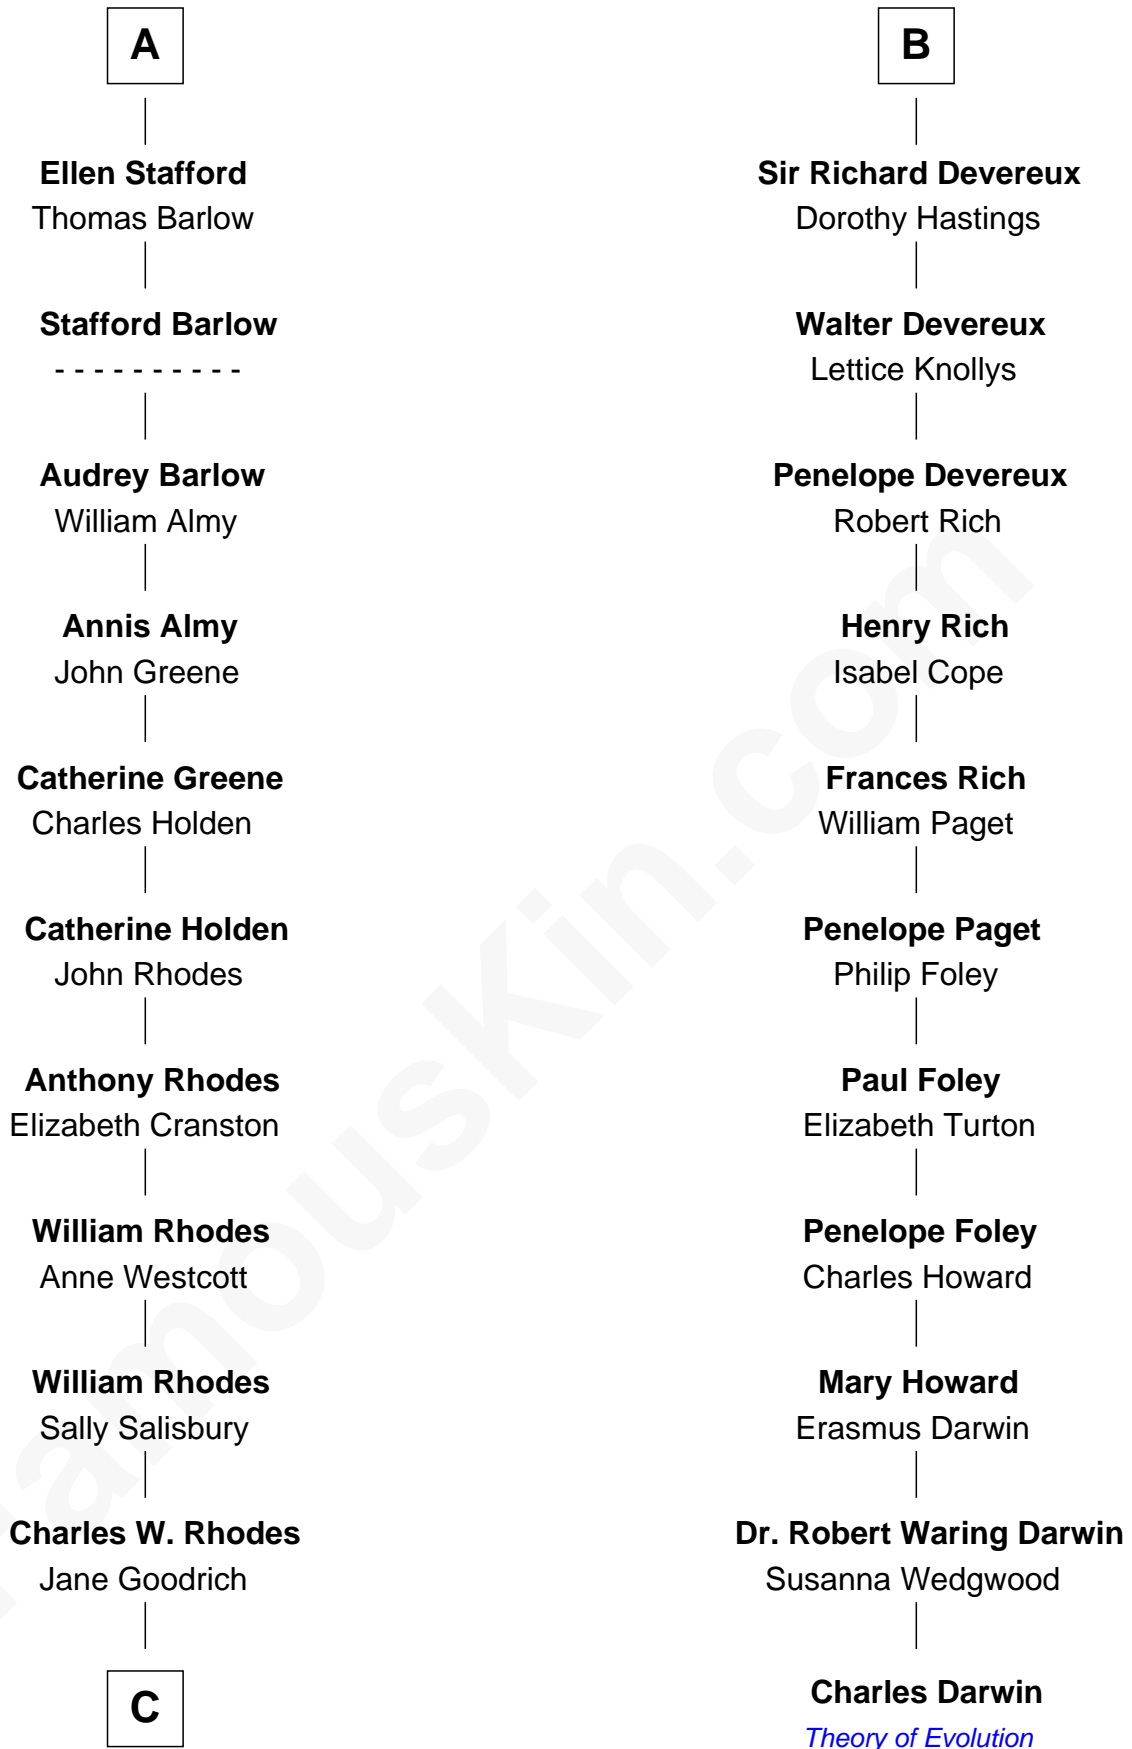 A
Ellen Stafford
Thomas Barlow
Stafford Barlow
- - - - - - - - - -
Audrey Barlow
William Almy
Annis Almy
John Greene
Catherine Greene
Charles Holden
Catherine Holden
John Rhodes
Anthony Rhodes
Elizabeth Cranston
William Rhodes
Anne Westcott
William Rhodes
Sally Salisbury
Charles W. Rhodes
Jane Goodrich
C
B
Sir Richard Devereux
Dorothy Hastings
Walter Devereux
Lettice Knollys
Penelope Devereux
Robert Rich
Henry Rich
Isabel Cope
Frances Rich
William Paget
Penelope Paget
Philip Foley
Paul Foley
Elizabeth Turton
Penelope Foley
Charles Howard
Mary Howard
Erasmus Darwin
Dr. Robert Waring Darwin
Susanna Wedgwood
Charles Darwin
Theory of Evolution
FamousKin.com